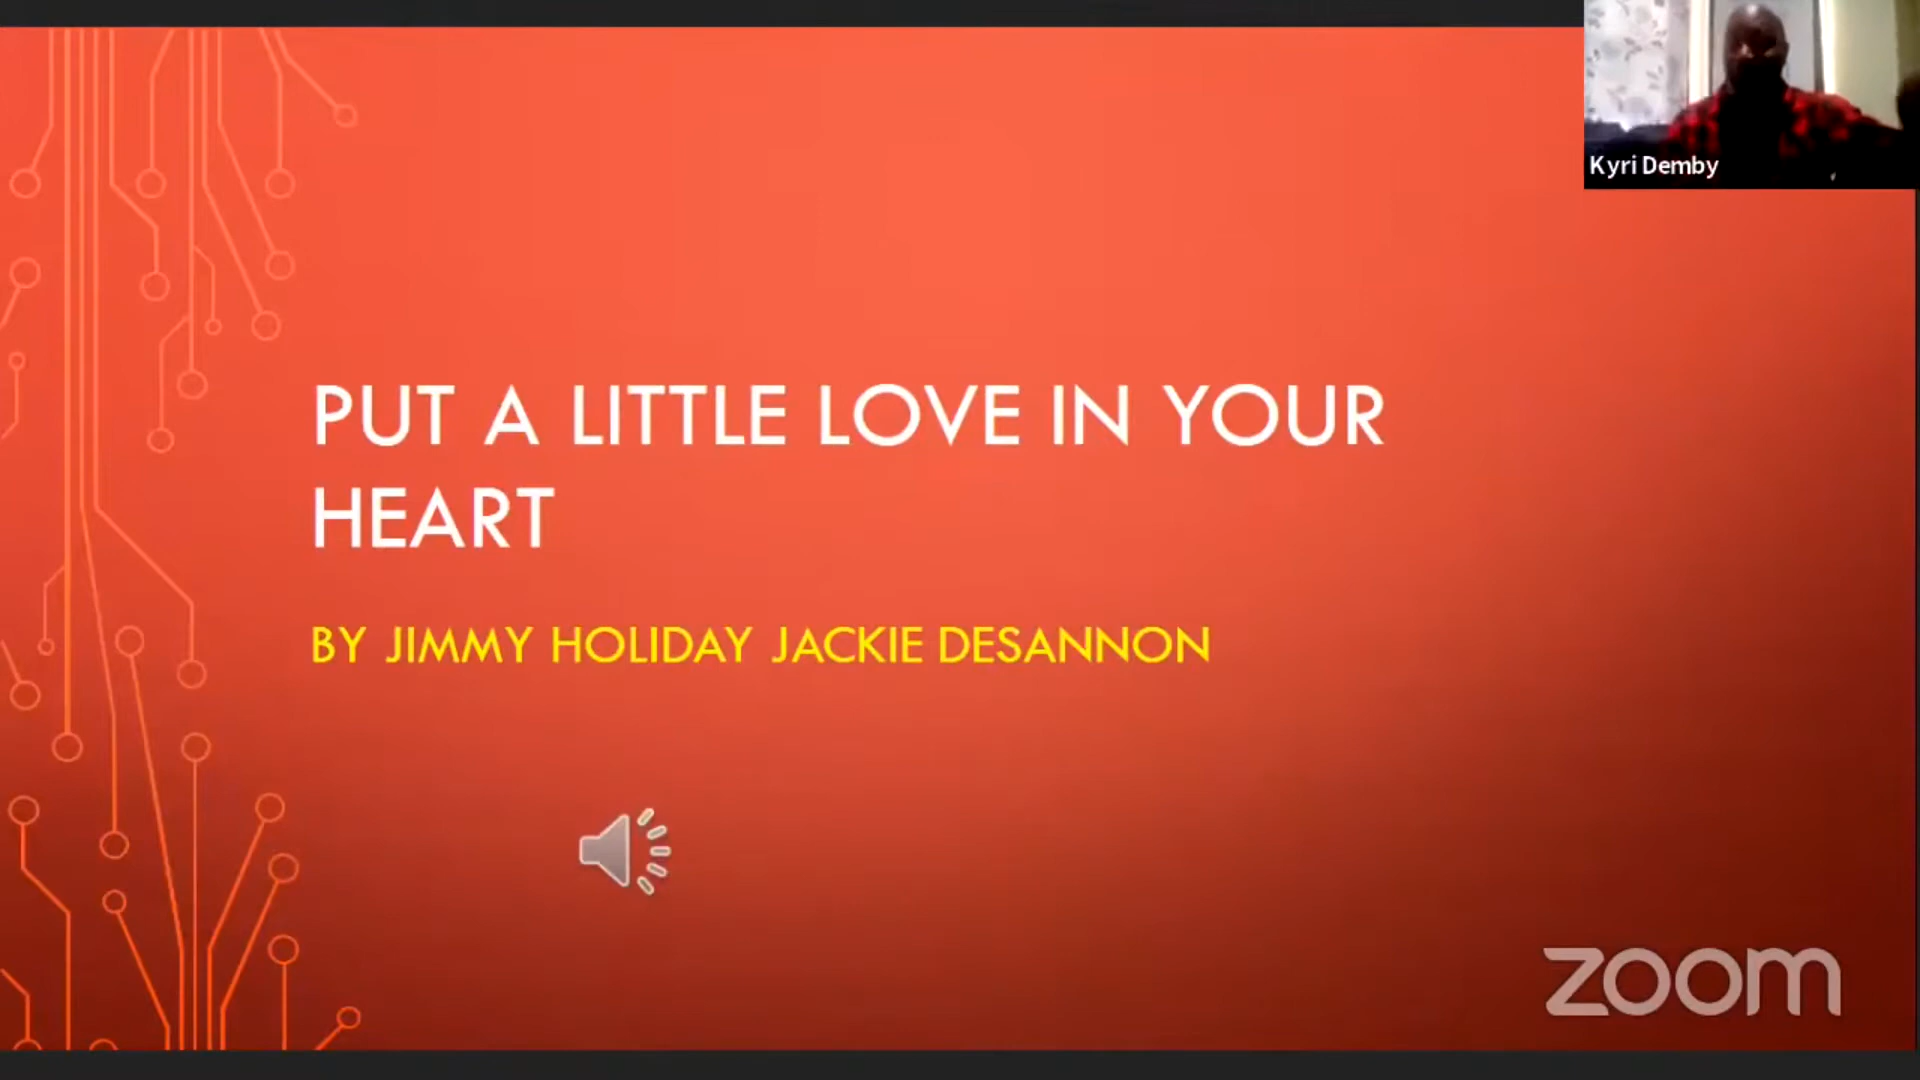 Kyri Demby
PUT A LITTLE LOVE IN YOUR
HEART
BY JIMMY HOLIDAY JACKIE DESANNON
zoom